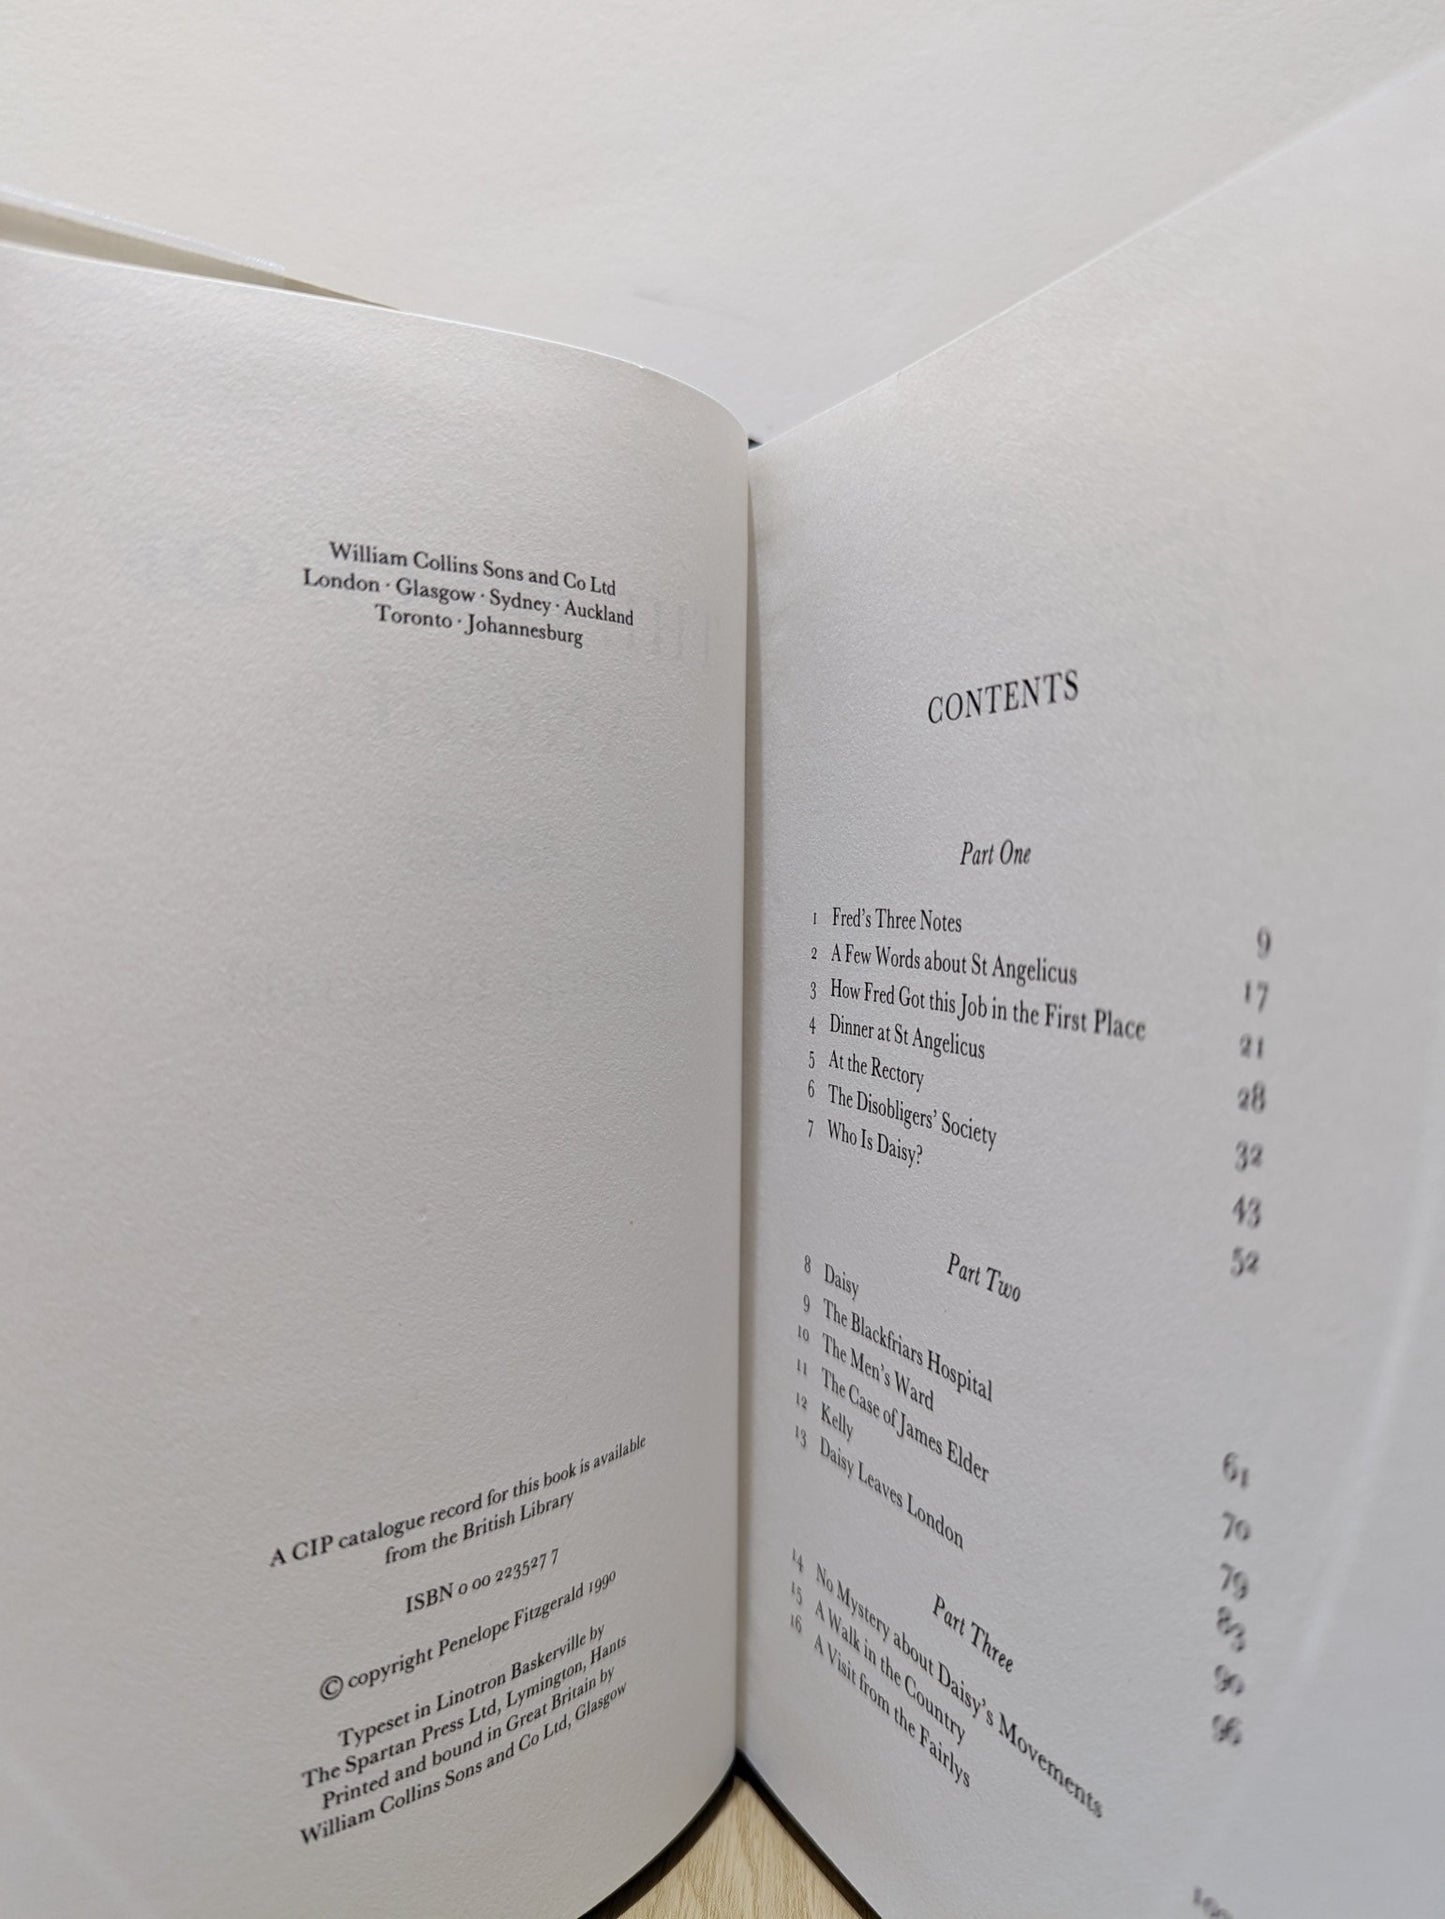 William Collins Sons and Co Ltd
London · Glasgow · Sydney · Auckland
Toronto · Johannesburg
A CIP catalogue record for this book is available
from the British Library
ISBN 0 00 223527 7
© copyright Penelope Fitzgerald 1990
Typeset in Linotron Baskerville by
The Spartan Press Ltd, Lymington, Hants
Printed and bound in Great Britain by
William Collins Sons and Co Ltd, Glasgow
CONTENTS
Part One
1 Fred's Three Notes 9
2 A Few Words about St Angelicus 17
3 How Fred Got this Job in the First Place 21
4 Dinner at St Angelicus 28
5 At the Rectory 32
6 The Disobligers' Society 43
7 Who Is Daisy? 52
Part Two
8 Daisy 61
9 The Blackfriars Hospital 70
10 The Men's Ward 79
11 The Case of James Elder 83
12 Kelly 90
13 Daisy Leaves London 96
Part Three
14 No Mystery about Daisy's Movements
15 A Walk in the Country
16 A Visit from the Fairlys